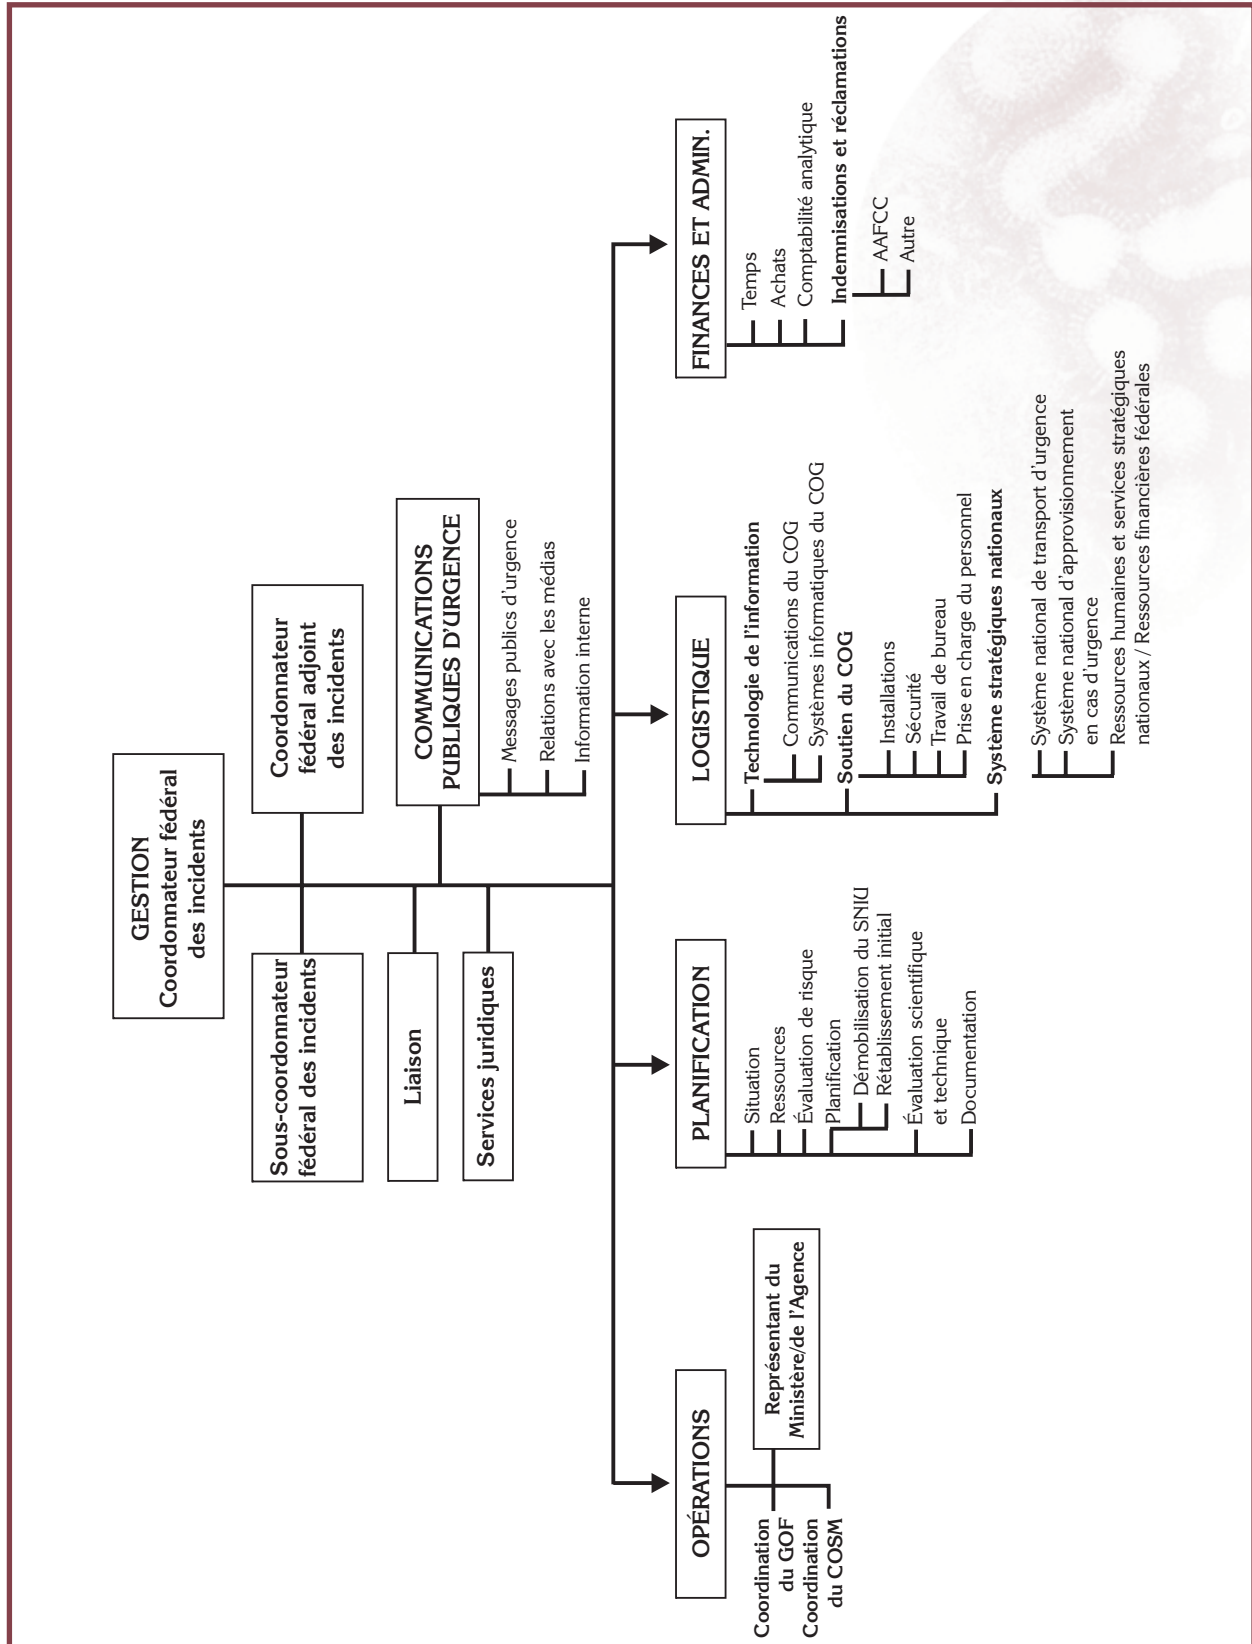 GESTION
Coordonnateur fédéral
des incidents
Sous-coordonnateur
fédéral des incidents
Coordonnateur
fédéral adjoint
des incidents
Liaison
Services juridiques
COMMUNICATIONS
PUBLIQUES D'URGENCE
Messages publics d'urgence
Relations avec les médias
Information interne
OPÉRATIONS
Coordination
du GOF
Coordination
du COSM
Représentant du
Ministère/de l'Agence
PLANIFICATION
Situation
Ressources
Évaluation de risque
Planification
Démobilisation du SNIU
Rétablissement initial
Évaluation scientifique
et technique
Documentation
LOGISTIQUE
Technologie de l'information
Communications du COG
Systèmes informatiques du COG
Soutien du COG
Installations
Sécurité
Travail de bureau
Prise en charge du personnel
Système stratégiques nationaux
Système national de transport d'urgence
Système national d'approvisionnement
en cas d'urgence
Ressources humaines et services stratégiques
nationaux / Ressources financières fédérales
FINANCES ET ADMIN.
Temps
Achats
Comptabilité analytique
Indemnisations et réclamations
AAFCC
Autre